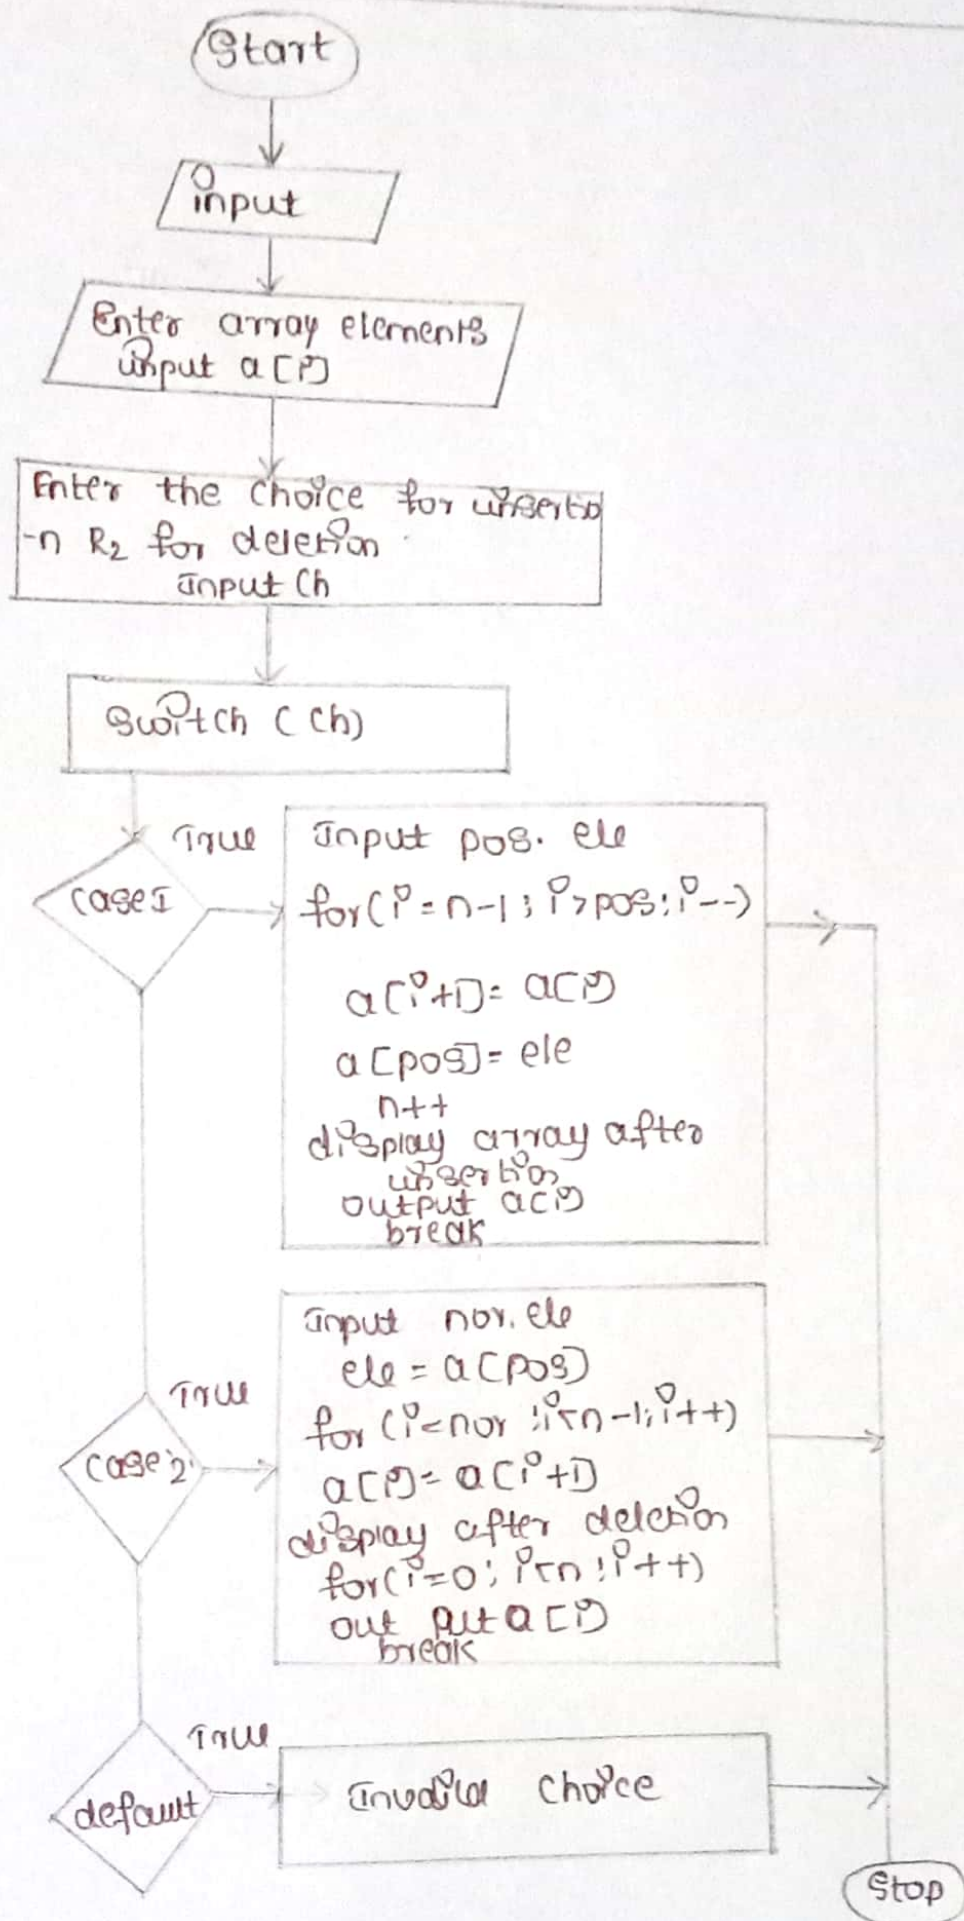 Start
input
Enter array elements
input a[i]
Enter the choice for insertio
-n R2 for deletion
Input Ch
Switch (Ch)
True
Case1
Input pos. ele
for(i=n-1; i>pos; i--)
a[i+1]= a[i]
a[pos]= ele
n++
display array after
insertion
output a[i]
break
True
Case 2
Input nor. ele
ele = a[pos]
for (i<nor ; i<n-1; i++)
a[i]= a[i+1]
display after deletion
for(i=0; i<n; i++)
out put a[i]
break
True
default
choice
Stop